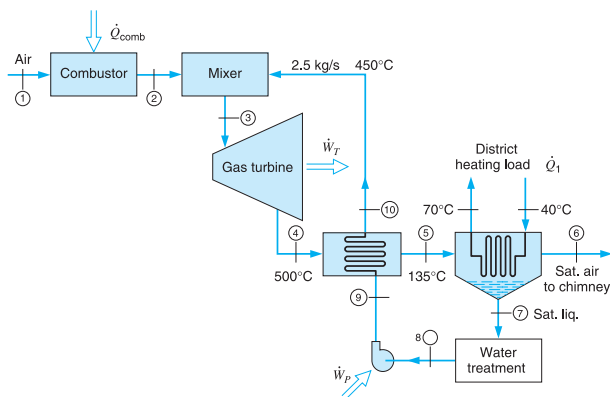 Q̇comb
Air
Combustor
Mixer
2.5 kg/s 450°C
1
2
3
Gas turbine
ẆT
District
heating load
Q̇1
10
70°C
40°C
4
5
6
500°C
135°C
Sat. air
to chimney
9
7 Sat. liq.
8
Water
treatment
ẆP